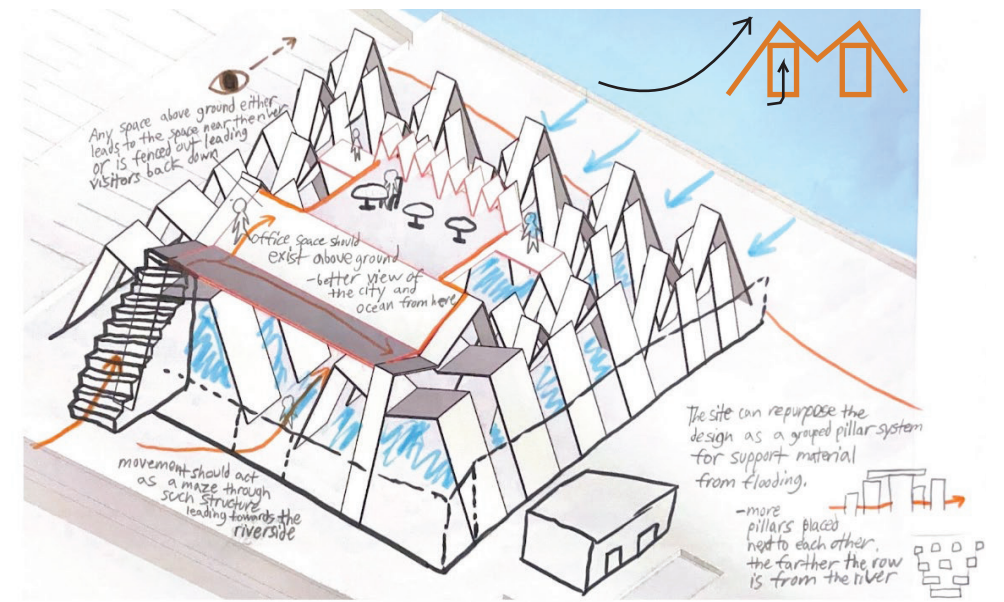 Any space above ground either
leads to the space near the river
or is fenced out leading
visitors back down
office space should
exist above ground
-better view of
the city and
ocean from here
movement should act
as a maze through
such structure
leading towards the
riverside
The site can repurpose the
design as a grouped pillar system
for support material
from flooding.
-more
pillars placed
next to each other,
the farther the row
is from the river